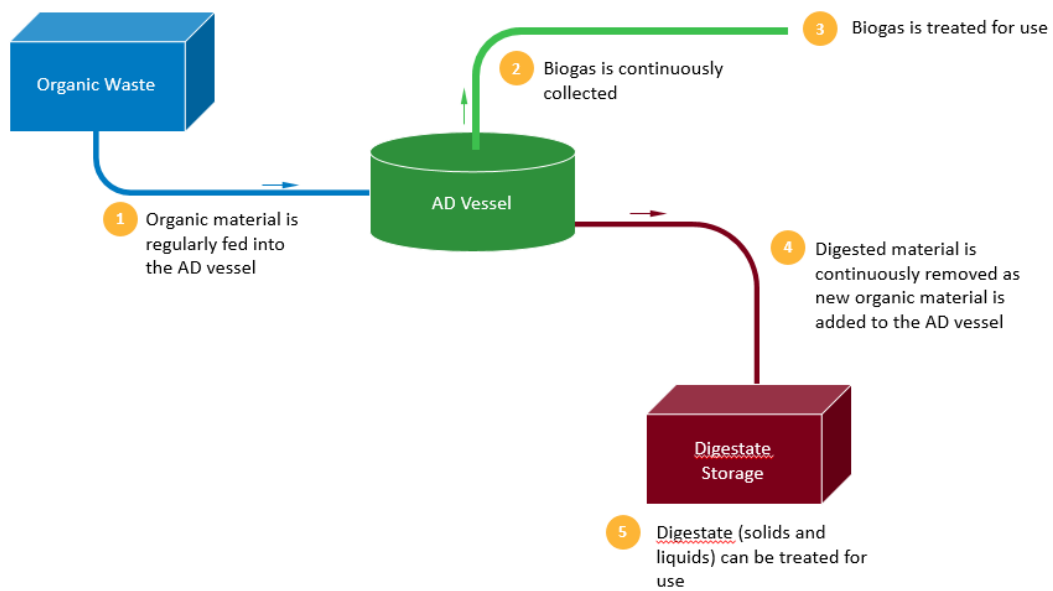 Organic Waste
1
Organic material is
regularly fed into
the AD vessel
AD Vessel
2
Biogas is continuously
collected
3
Biogas is treated for use
4
Digested material is
continuously removed as
new organic material is
added to the AD vessel
Digestate
Storage
5
Digestate (solids and
liquids) can be treated for
use